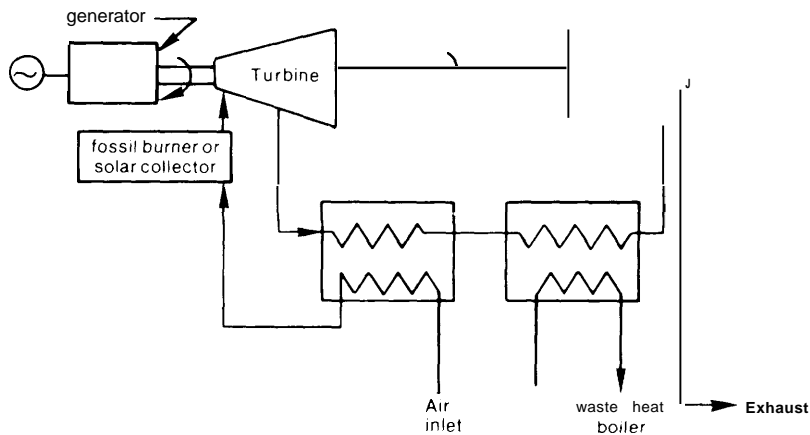 generator
Turbine
fossil burner or
solar collector
J
Air
inlet
waste heat
boiler
Exhaust